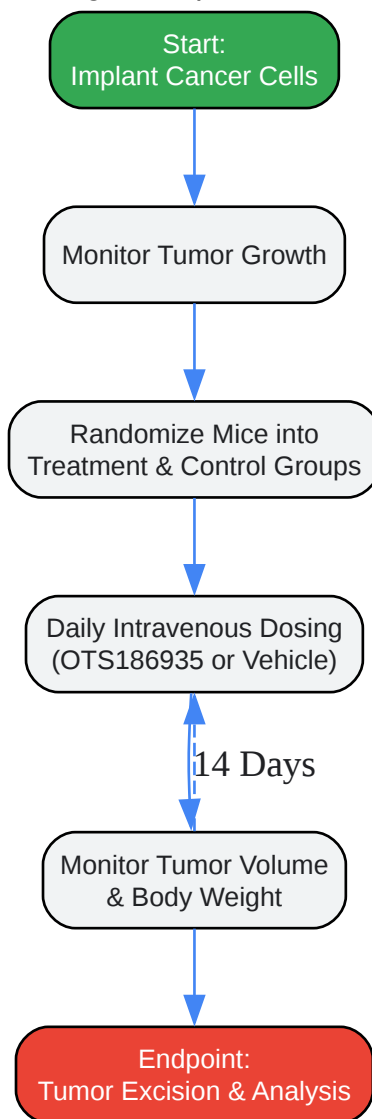 Start:
Implant Cancer Cells
Monitor Tumor Growth
Randomize Mice into
Treatment & Control Groups
Daily Intravenous Dosing
(OTS186935 or Vehicle)
14 Days
Monitor Tumor Volume
& Body Weight
Endpoint:
Tumor Excision & Analysis